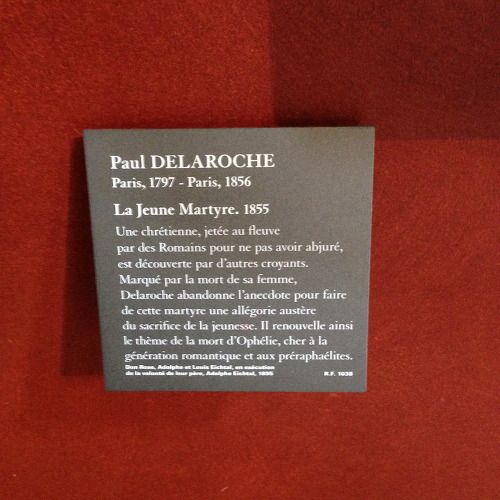 Paul DELAROCHE
Paris, 1797 - Paris, 1856
La Jeune Martyre. 1855
Une chrétienne, jetée au fleuve
par des Romains pour ne pas avoir abjuré,
est découverte par d'autres croyants.
Marqué par la mort de sa femme,
Delaroche abandonne l'anecdote pour faire
de cette martyre une allégorie austère
du sacrifice de la jeunesse. Il renouvelle ainsi
le thème de la mort d'Ophélie, cher à la
génération romantique et aux préraphaélites.
Don Rose, Adolphe et Louis Eichtal, en exécution
de la volonté de leur père, Adolphe Eichtal, 1895
R.F. 1038